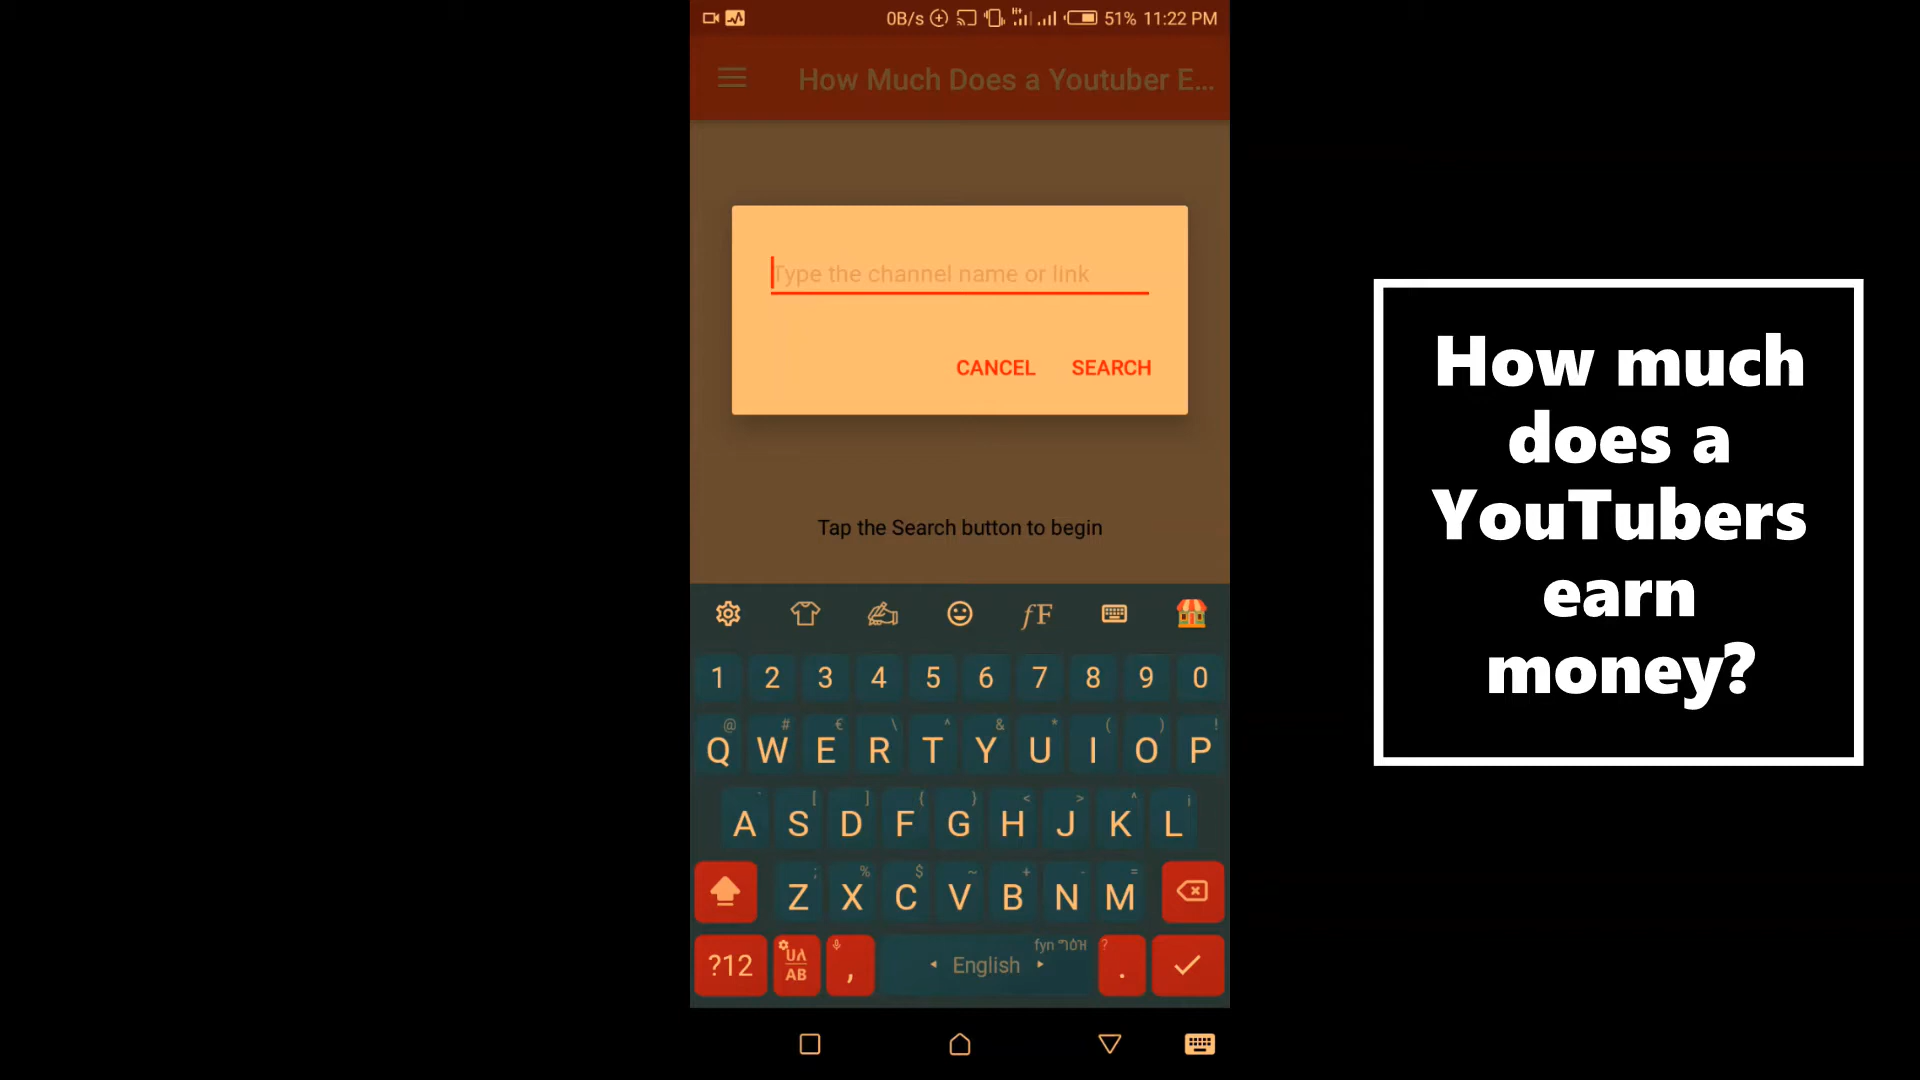 0B/s H+ 51% 11:22 PM
How Much Does a Youtuber E...
Type the channel name or link
CANCEL SEARCH
Tap the Search button to begin
1 2 3 4 5 6 7 8 9 0
@ # € \ ^ & * ( ) !
Q W E R T Y U I O P
` [ ] { } < > ^ ¡
A S D F G H J K L
; % $ ~ + - =
Z X C V B N M
?12 AB , English . ?
How much
does a
YouTubers
earn
money?